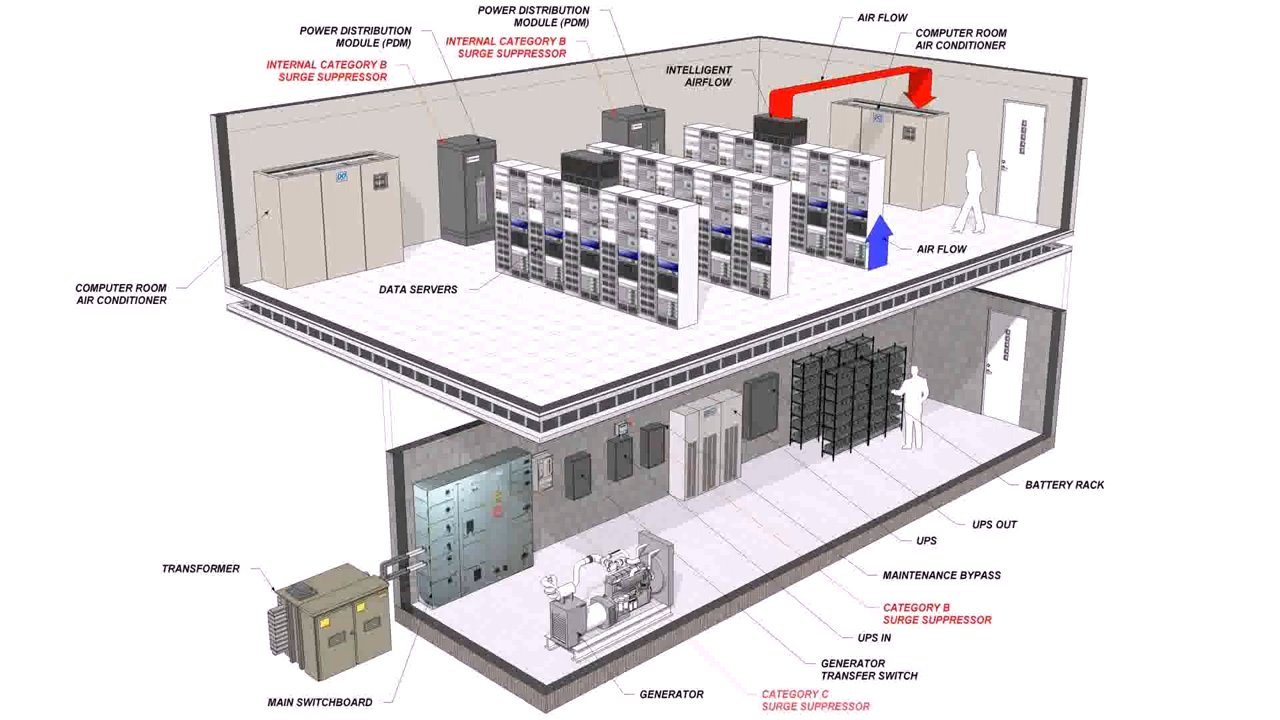 POWER DISTRIBUTION
MODULE (PDM)
INTERNAL CATEGORY B
SURGE SUPPRESSOR
POWER DISTRIBUTION
MODULE (PDM)
INTERNAL CATEGORY B
SURGE SUPPRESSOR
INTELLIGENT
AIRFLOW
AIR FLOW
COMPUTER ROOM
AIR CONDITIONER
AIR FLOW
COMPUTER ROOM
AIR CONDITIONER
DATA SERVERS
BATTERY RACK
UPS OUT
UPS
MAINTENANCE BYPASS
CATEGORY B
SURGE SUPPRESSOR
UPS IN
GENERATOR
TRANSFER SWITCH
CATEGORY C
SURGE SUPPRESSOR
GENERATOR
TRANSFORMER
MAIN SWITCHBOARD